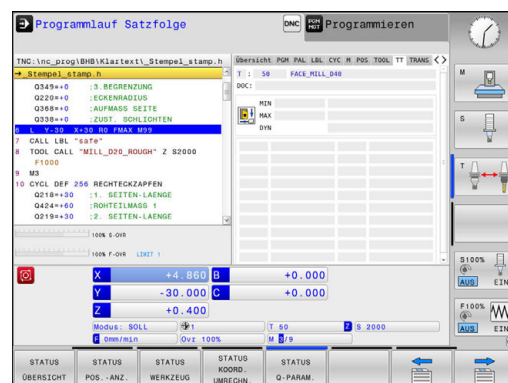 Programmlauf Satzfolge
DNC
Programmieren
TNC:\nc_prog\BHB\Klartext\_Stempel_stamp.h
→_Stempel_stamp.h
Q349=+0 ;3.BEGRENZUNG
Q220=+0 ;ECKENRADIUS
Q368=+0 ;AUFMASS SEITE
Q338=+0 ;ZUST. SCHLICHTEN
6 L Y-30 X+30 R0 FMAX M99
7 CALL LBL "safe"
8 TOOL CALL "MILL_D20_ROUGH" Z S2000
F1000
9 M3
10 CYCL DEF 256 RECHTECKZAPFEN
Q218=+30 ;1. SEITEN-LAENGE
Q424=+60 ;ROHTEILMASS 1
Q219=+30 ;2. SEITEN-LAENGE
Übersicht PGM PAL LBL CYC M POS TOOL TT TRANS
T : 50 FACE_MILL_D40
DOC:
MIN
MAX
DYN
100% S-OVR
100% F-OVR LIMIT 1
X +4.860 B +0.000
Y -30.000 C +0.000
Z +0.400
Modus: SOLL 1 T 50 Z S 2000
F 0mm/min Ovr 100% M 5/9
M
S
T
S100%
AUS EIN
F100%
AUS EIN
STATUS ÜBERSICHT
STATUS POS.-ANZ.
STATUS WERKZEUG
STATUS KOORD. UMRECHN.
STATUS Q-PARAM.